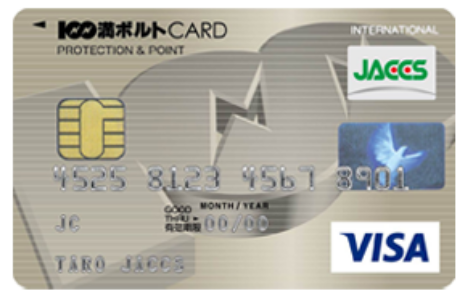 100満ボルトCARD
INTERNATIONAL
PROTECTION & POINT
JACCS
4525 8123 4567 8901
MONTH / YEAR
JC GOOD THRU 有効期限 00/00
VISA
TARO JACCS